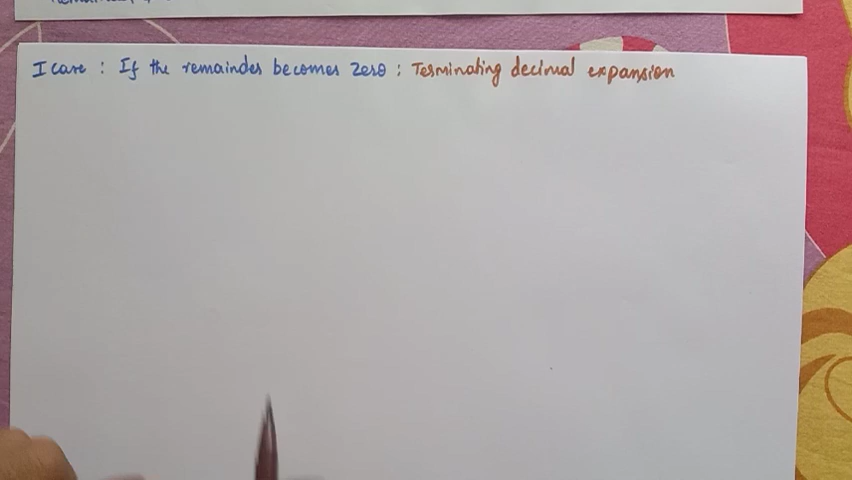 I case : If the remainder becomes zero : Terminating decimal expansion